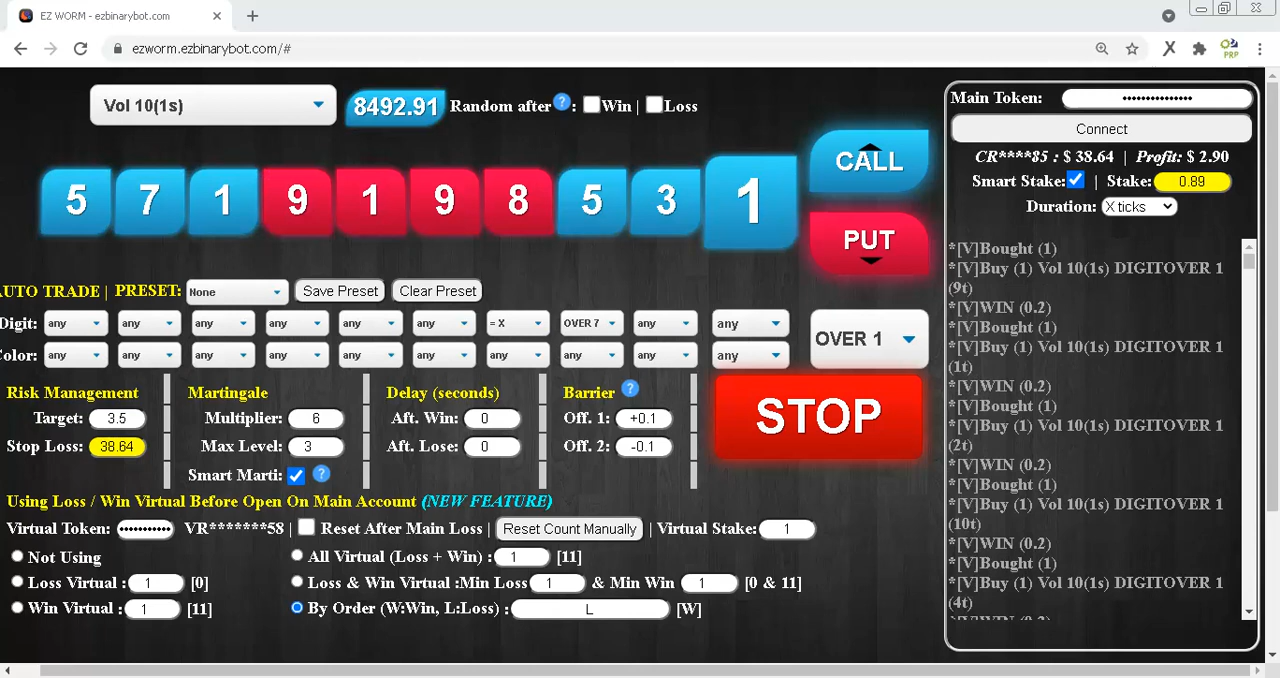 EZ WORM - ezbinarybot.com
ezworm.ezbinarybot.com/#
PRP
Vol 10(1s)
8492.91
Random after ? : Win | Loss
5 7 1 9 1 9 8 5 3 1
CALL
PUT
AUTO TRADE | PRESET: None Save Preset Clear Preset
Digit: any any any any any any = X OVER 7 any any
Color: any any any any any any any any any any
OVER 1
Risk Management
Target: 3.5
Stop Loss: 38.64
Martingale
Multiplier: 6
Max Level: 3
Smart Marti: ?
Delay (seconds)
Aft. Win: 0
Aft. Lose: 0
Barrier ?
Off. 1: +0.1
Off. 2: -0.1
STOP
Using Loss / Win Virtual Before Open On Main Account (NEW FEATURE)
Virtual Token: •••••••••••• VR*******58 | Reset After Main Loss | Reset Count Manually | Virtual Stake: 1
Not Using
All Virtual (Loss + Win) : 1 [11]
Loss Virtual : 1 [0]
Loss & Win Virtual :Min Loss 1 & Min Win 1 [0 & 11]
Win Virtual : 1 [11]
By Order (W:Win, L:Loss) : L [W]
Main Token: •••••••••••••••
Connect
CR****85 : $ 38.64 | Profit: $ 2.90
Smart Stake: | Stake: 0.89
Duration: X ticks
*[V]Bought (1)
*[V]Buy (1) Vol 10(1s) DIGITOVER 1
(9t)
*[V]WIN (0.2)
*[V]Bought (1)
*[V]Buy (1) Vol 10(1s) DIGITOVER 1
(1t)
*[V]WIN (0.2)
*[V]Bought (1)
*[V]Buy (1) Vol 10(1s) DIGITOVER 1
(2t)
*[V]WIN (0.2)
*[V]Bought (1)
*[V]Buy (1) Vol 10(1s) DIGITOVER 1
(10t)
*[V]WIN (0.2)
*[V]Bought (1)
*[V]Buy (1) Vol 10(1s) DIGITOVER 1
(4t)
*[V]WIN (0.2)